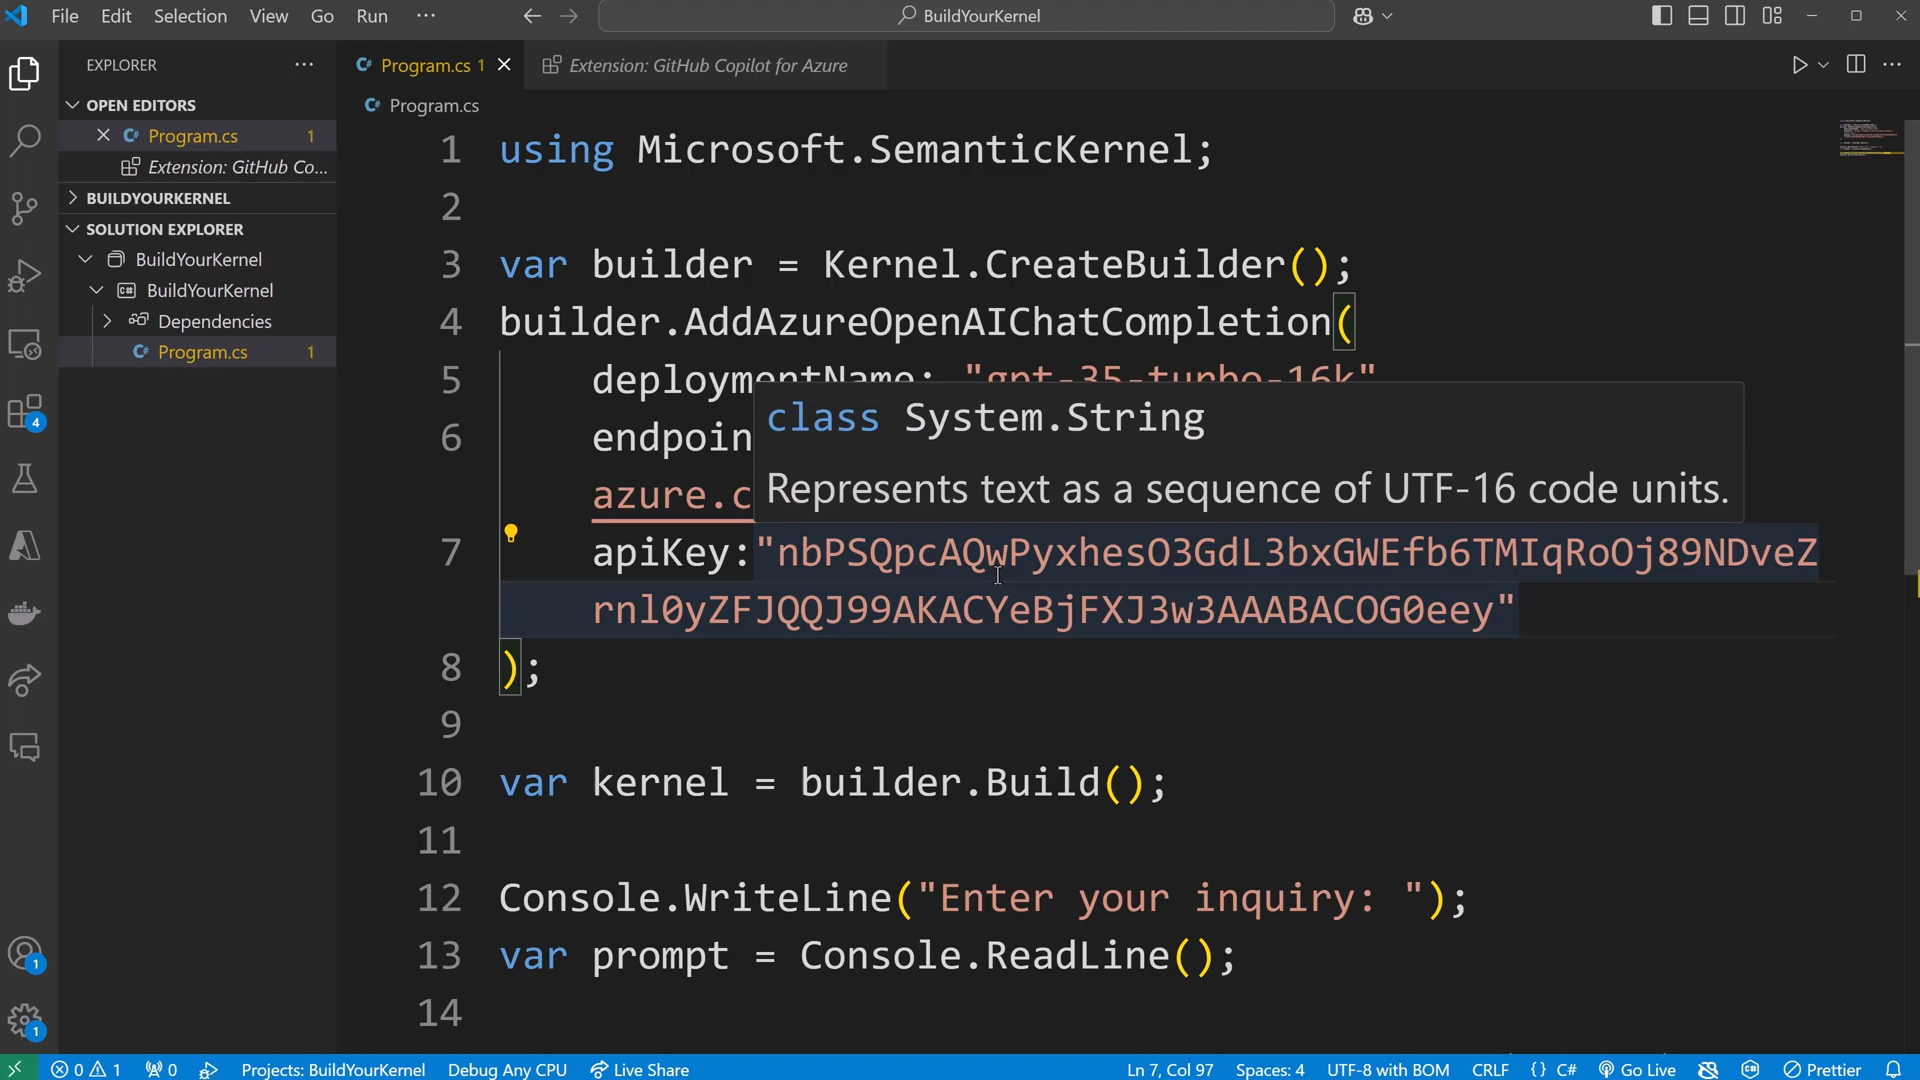 File Edit Selection View Go Run ··· BuildYourKernel
EXPLORER ···
OPEN EDITORS
Program.cs 1
Extension: GitHub Co...
BUILDYOURKERNEL
SOLUTION EXPLORER
BuildYourKernel
BuildYourKernel
Dependencies
Program.cs 1
4
1
1
Program.cs 1 Extension: GitHub Copilot for Azure
Program.cs
1 using Microsoft.SemanticKernel;
2
3 var builder = Kernel.CreateBuilder();
4 builder.AddAzureOpenAIChatCompletion(
5 deploymentName: "gpt-35-turbo-16k"
class System.String
6 endpoin
Represents text as a sequence of UTF-16 code units.
azure.c
7 apiKey:"nbPSQpcAQwPyxhesO3GdL3bxGWEfb6TMIqRoOj89NDveZ
rnl0yZFJQQJ99AKACYeBjFXJ3w3AAABACOG0eey"
8 );
9
10 var kernel = builder.Build();
11
12 Console.WriteLine("Enter your inquiry: ");
13 var prompt = Console.ReadLine();
14
0 1 0 Projects: BuildYourKernel Debug Any CPU Live Share Ln 7, Col 97 Spaces: 4 UTF-8 with BOM CRLF {} C# Go Live Prettier